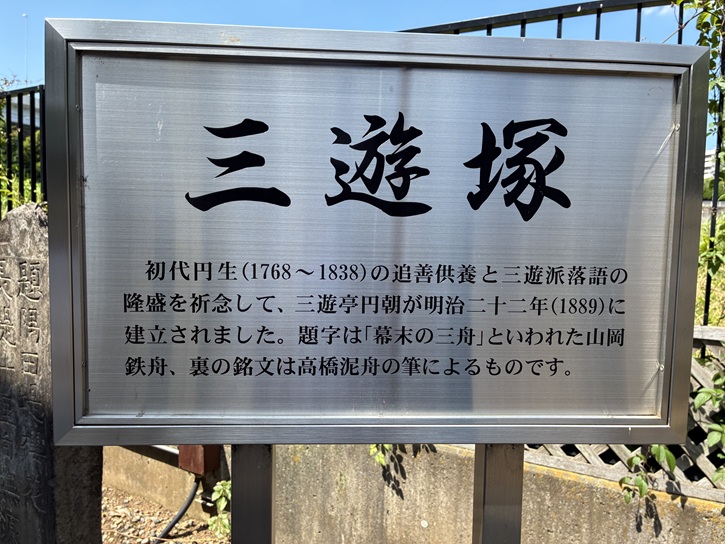 三遊塚
初代円生(1768～1838)の追善供養と三遊派落語の
隆盛を祈念して、三遊亭円朝が明治二十二年(1889)に
建立されました。題字は「幕末の三舟」といわれた山岡
鉄舟、裏の銘文は高橋泥舟の筆によるものです。